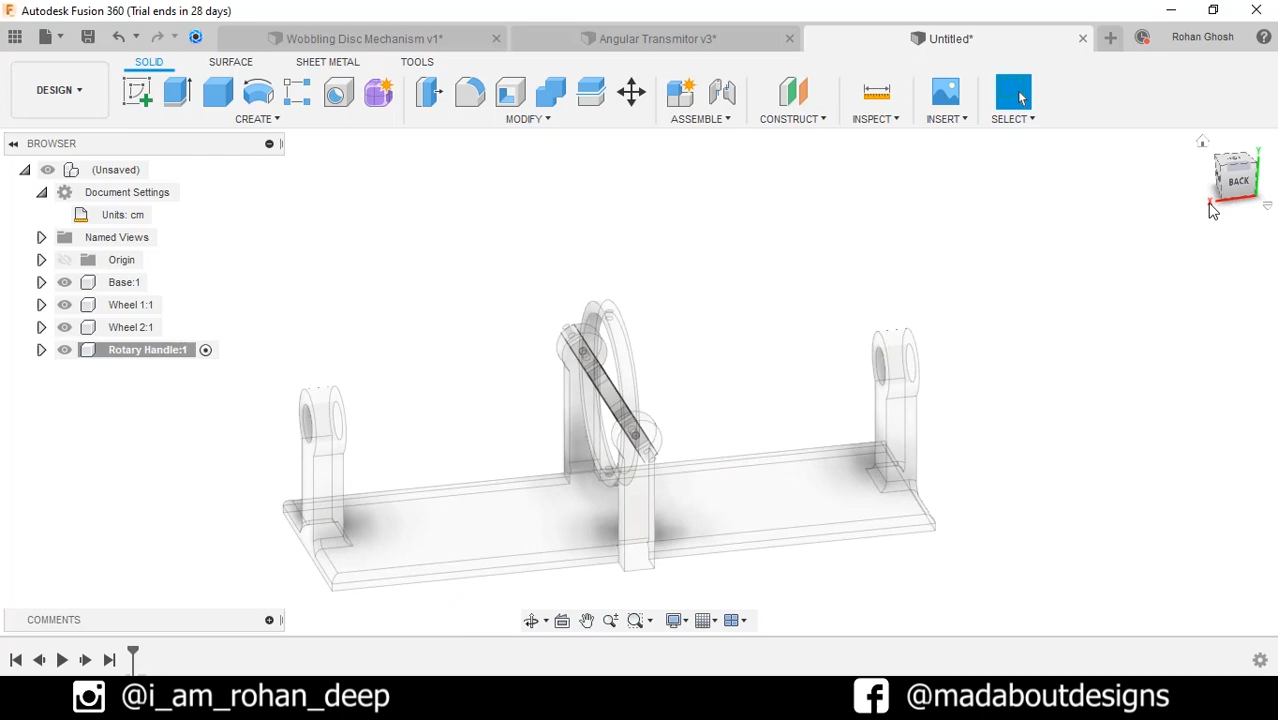 Autodesk Fusion 360 (Trial ends in 28 days)
Wobbling Disc Mechanism v1*
Angular Transmitor v3*
Untitled*
Rohan Ghosh
SOLID
SURFACE
SHEET METAL
TOOLS
DESIGN
CREATE
MODIFY
ASSEMBLE
CONSTRUCT
INSPECT
INSERT
SELECT
BROWSER
(Unsaved)
Document Settings
Units: cm
Named Views
Origin
Base:1
Wheel 1:1
Wheel 2:1
Rotary Handle:1
BACK
Y
X
COMMENTS
@i_am_rohan_deep
@madaboutdesigns